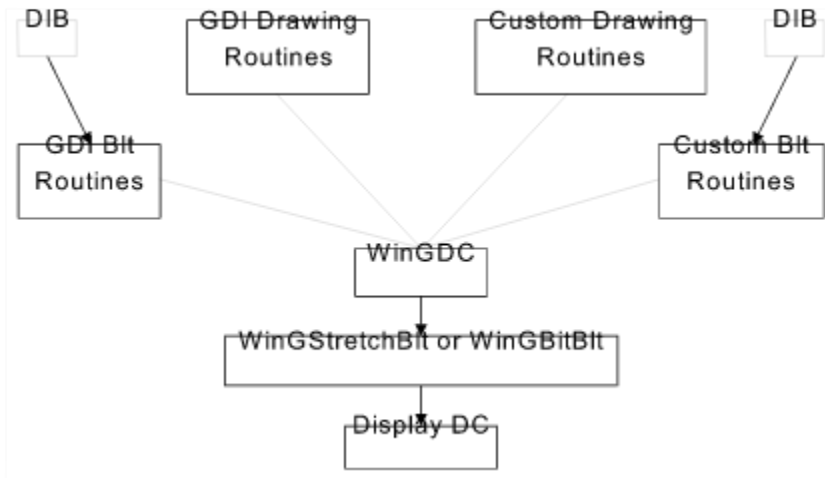 DIB
GDI Drawing
Routines
Custom Drawing
Routines
DIB
GDI Blt
Routines
Custom Blt
Routines
WinGDC
WinGStretchBlt or WinGBitBlt
Display DC